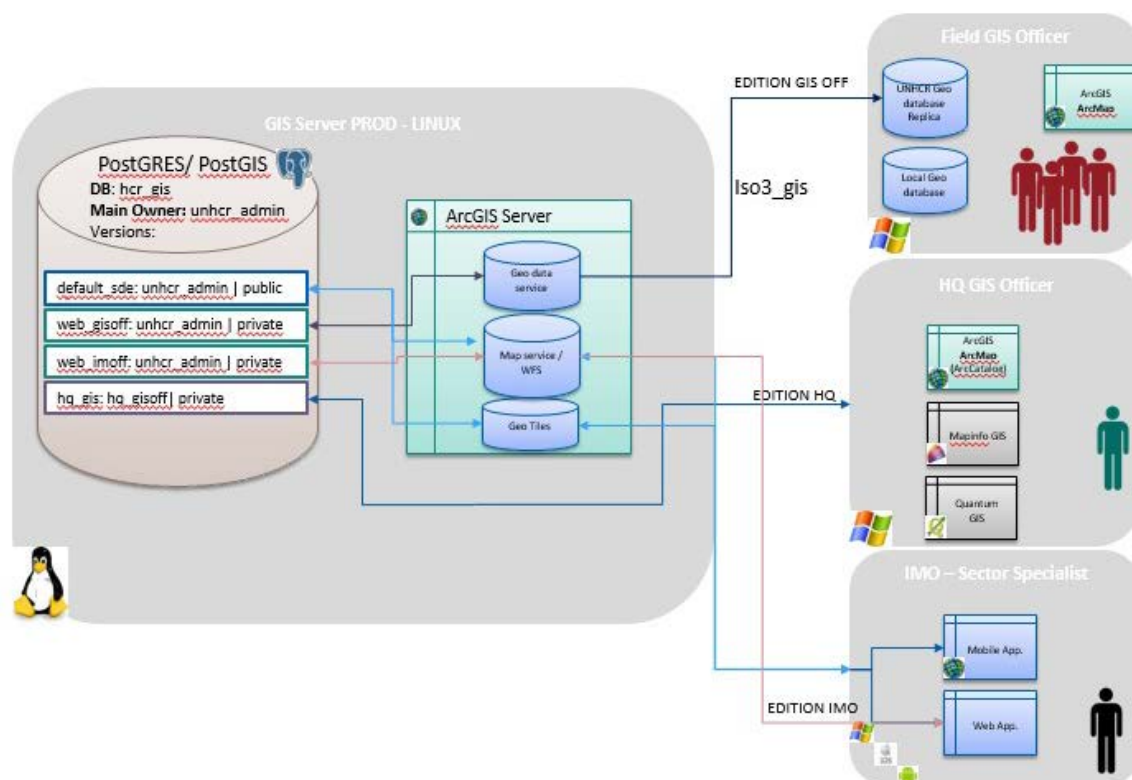 Field GIS Officer
EDITION GIS OFF
UNHCR Geo
database
Replica
ArcGIS
ArcMap
Iso3_gis
Local Geo
database
GIS Server PROD - LINUX
PostGRES/ PostGIS
DB: hcr_gis
Main Owner: unhcr_admin
Versions:
default_sde: unhcr_admin | public
web_gisoff: unhcr_admin | private
web_imoff: unhcr_admin | private
hq_gis: hq_gisoff| private
ArcGIS Server
Geo data
service
Map service /
WFS
Geo Tiles
HQ GIS Officer
EDITION HQ
ArcGIS
ArcMap
(ArcCatalog)
Mapinfo GIS
Quantum
GIS
IMO – Sector Specialist
Mobile App.
EDITION IMO
Web App.
iOS